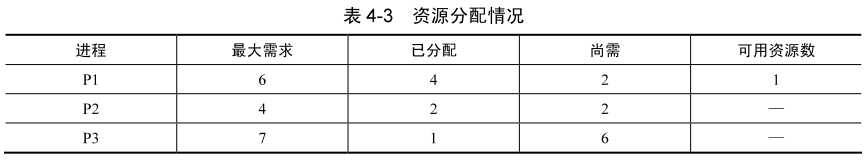 表 4-3 资源分配情况
进程 最大需求 已分配 尚需 可用资源数
P1 6 4 2 1
P2 4 2 2 —
P3 7 1 6 —